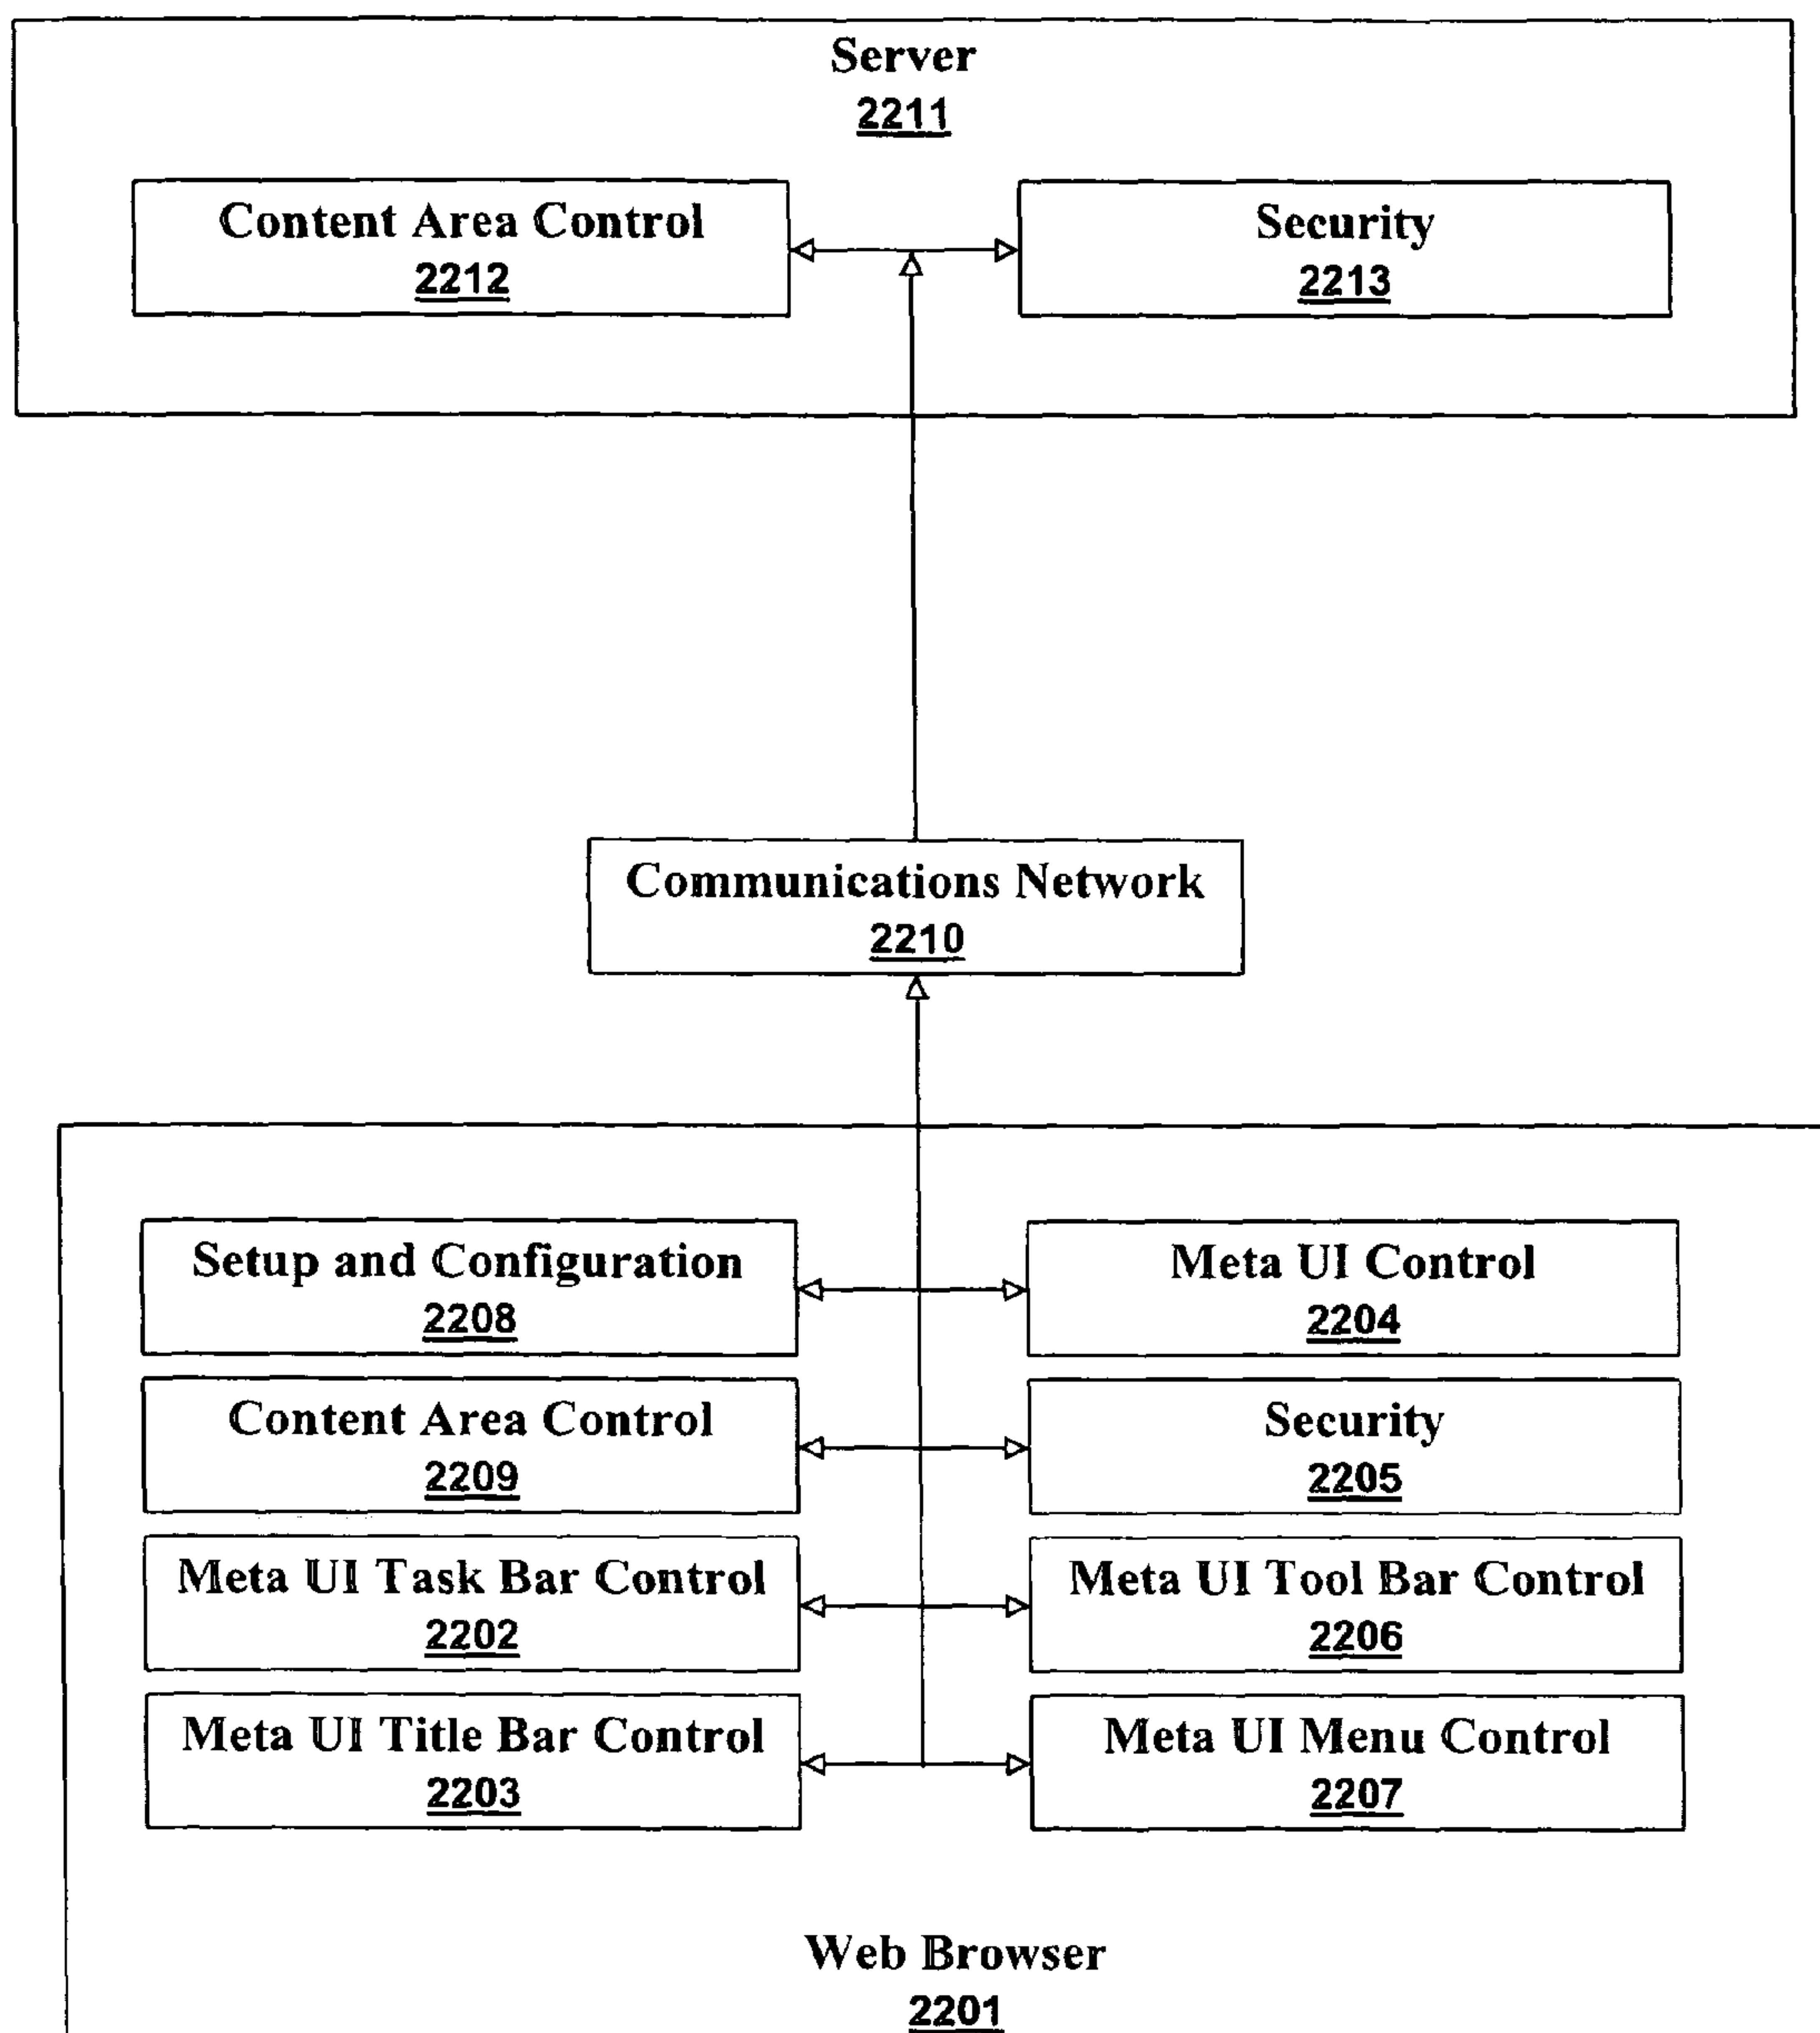 Server
2211
Content Area Control
2212
Security
2213
Communications Network
2210
Setup and Configuration
2208
Meta UI Control
2204
Content Area Control
2209
Security
2205
Meta UI Task Bar Control
2202
Meta UI Tool Bar Control
2206
Meta UI Title Bar Control
2203
Meta UI Menu Control
2207
Web Browser
2201